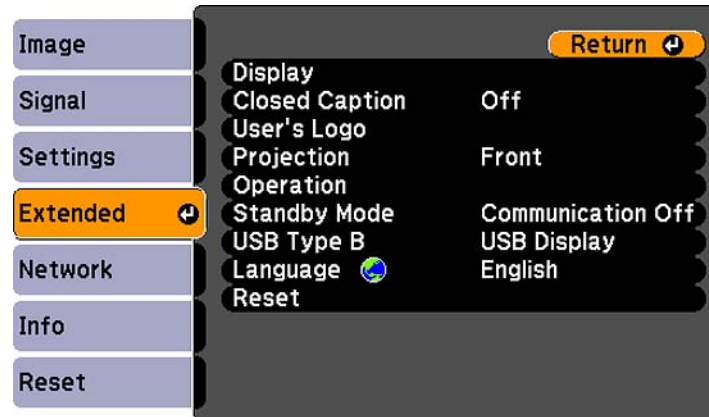 Image
Signal
Settings
Extended
Network
Info
Reset
Return
Display
Closed Caption Off
User's Logo
Projection Front
Operation
Standby Mode Communication Off
USB Type B USB Display
Language English
Reset